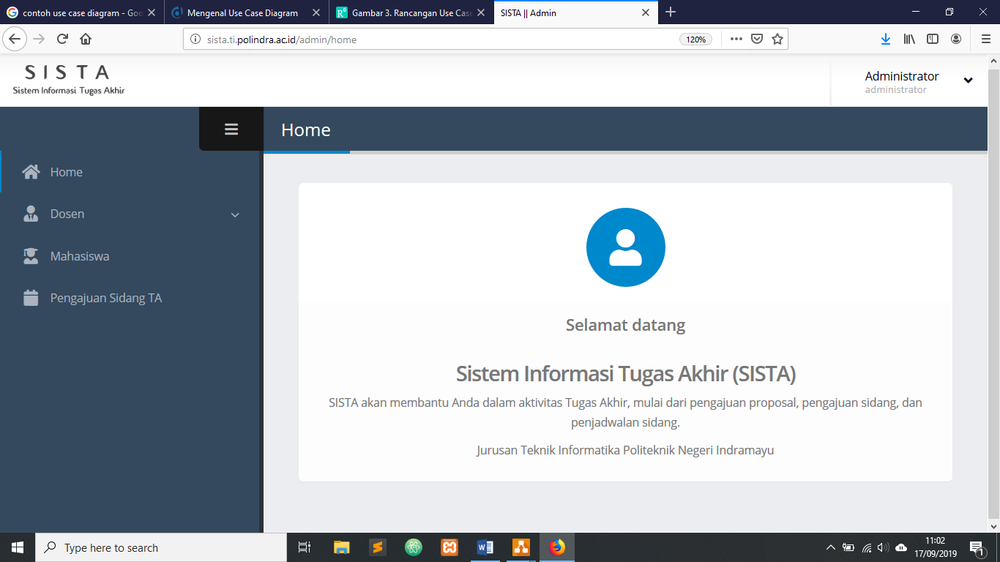 contoh use case diagram - Goo
Mengenal Use Case Diagram
Gambar 3. Rancangan Use Case
SISTA || Admin
sista.ti.polindra.ac.id/admin/home
120%
SISTA
Sistem Informasi Tugas Akhir
Administrator
administrator
Home
Home
Dosen
Mahasiswa
Pengajuan Sidang TA
Selamat datang
Sistem Informasi Tugas Akhir (SISTA)
SISTA akan membantu Anda dalam aktivitas Tugas Akhir, mulai dari pengajuan proposal, pengajuan sidang, dan
penjadwalan sidang.
Jurusan Teknik Informatika Politeknik Negeri Indramayu
Type here to search
11:02
17/09/2019
1